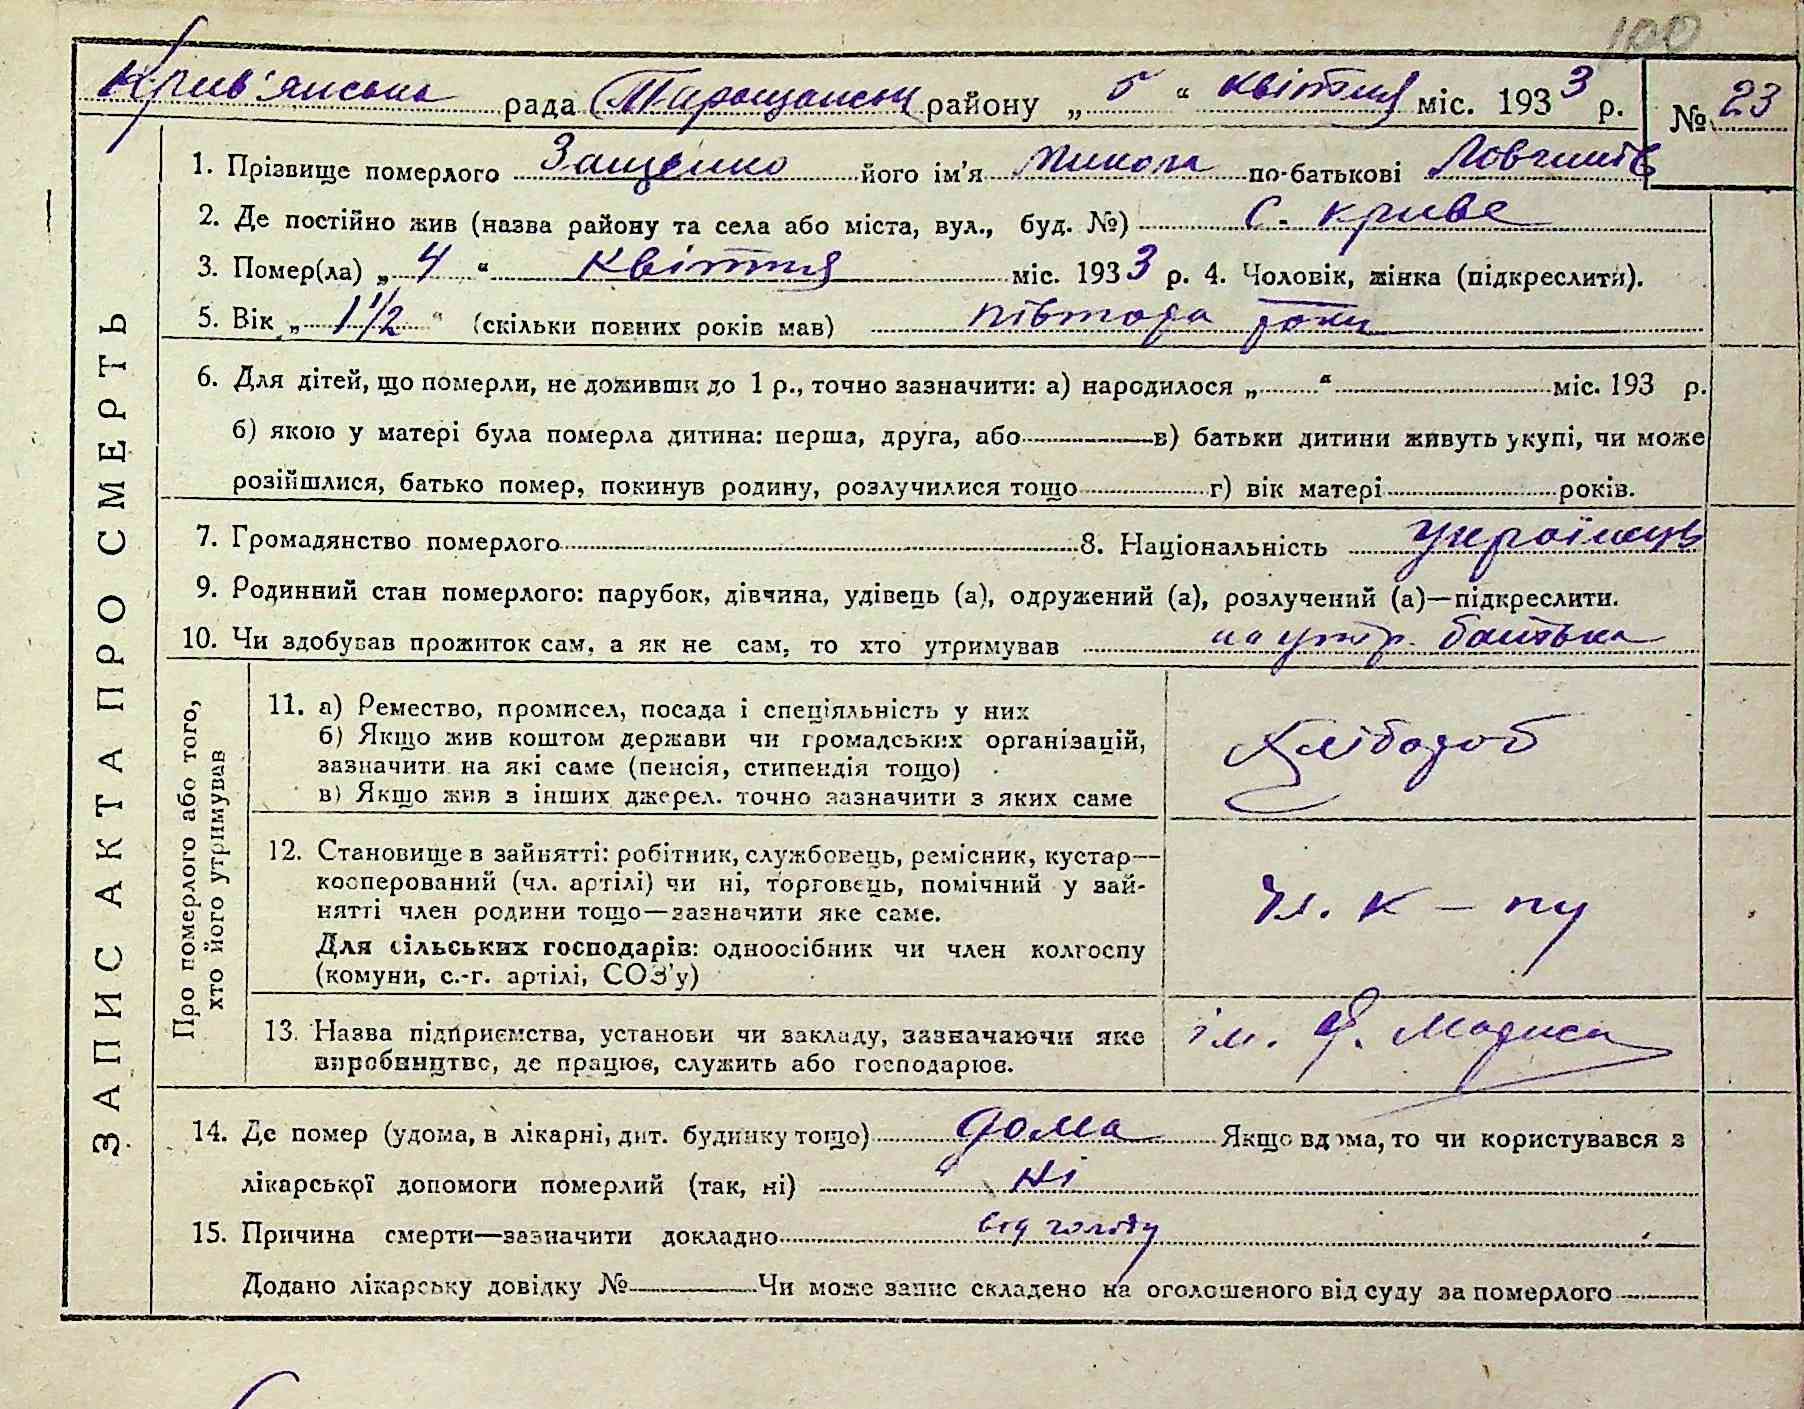 100
Крив'янська рада Таращанськ району „ 5 “ квітня міс. 1933 р. № 23
ЗАПИС АКТА ПРО СМЕРТЬ
1. Прізвище померлого Защенко його ім'я Микола по-батькові
2. Де постійно жив (назва району та села або міста, вул., буд. №) с. Криве
3. Помер(ла) „ 4 “ квітня міс. 1933 р. 4. Чоловік, жінка (підкреслити).
5. Вік „ 1 1/2 “ (скільки повних років мав) півтора роки
6. Для дітей, що померли, не доживши до 1 р., точно зазначити: а) народилося „ “ міс. 193 р.
б) якою у матері була померла дитина: перша, друга, або в) батьки дитини живуть укупі, чи може
розійшлися, батько помер, покинув родину, розлучилися тощо г) вік матері років.
7. Громадянство померлого 8. Національність українець
9. Родинний стан померлого: парубок, дівчина, удівець (а), одружений (а), розлучений (а)—підкреслити.
10. Чи здобував прожиток сам, а як не сам, то хто утримував на утр. батька
Про померлого або того,
хто його утримував
11. а) Ремество, промисел, посада і спеціяльність у них
б) Якщо жив коштом держави чи громадських організацій,
зазначити на які саме (пенсія, стипендія тощо)
в) Якщо жив з інших джерел. точно зазначити з яких саме
Хлібороб
12. Становище в зайнятті: робітник, службовець, ремісник, кустар—
косперований (чл. артілі) чи ні, торговець, помічний у зай-
нятті член родини тощо—зазначити яке саме.
Для сільських господарів: одноосібник чи член колгоспу
(комуни, с.-г. артілі, СОЗ'у)
чл. к-пу
13. Назва підприємства, установи чи закладу, зазначаючи яке
виробництво, де працює, служить або господарює.
ім.
14. Де помер (удома, в лікарні, дит. будинку тощо) дома Якщо вдома, то чи користувався з
лікарської допомоги померлий (так, ні) ні
15. Причина смерти—зазначити докладно від голоду
Додано лікарську довідку № Чи може запис складено на оголошеного від суду за померлого